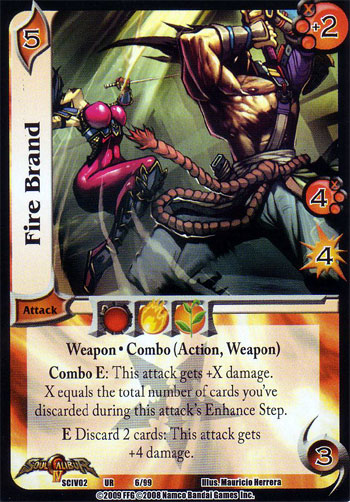 5
+2
Fire Brand
4
4
Attack
Weapon • Combo (Action, Weapon)
Combo E: This attack gets +X damage.
X equals the total number of cards you've
discarded during this attack's Enhance Step.
E Discard 2 cards: This attack gets
+4 damage.
3
SOULCALIBUR
IV
SCIV02 UR 6/99 Illus. Mauricio Herrera
©2009 FFG ©2008 Namco Bandai Games Inc.